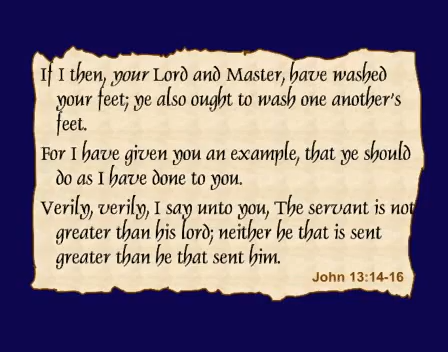 If I then, your Lord and Master, have washed
your feet; ye also ought to wash one another's
feet.
For I have given you an example, that ye should
do as I have done to you.
Verily, verily, I say unto you, The servant is not
greater than his lord; neither he that is sent
greater than he that sent him.
John 13:14-16